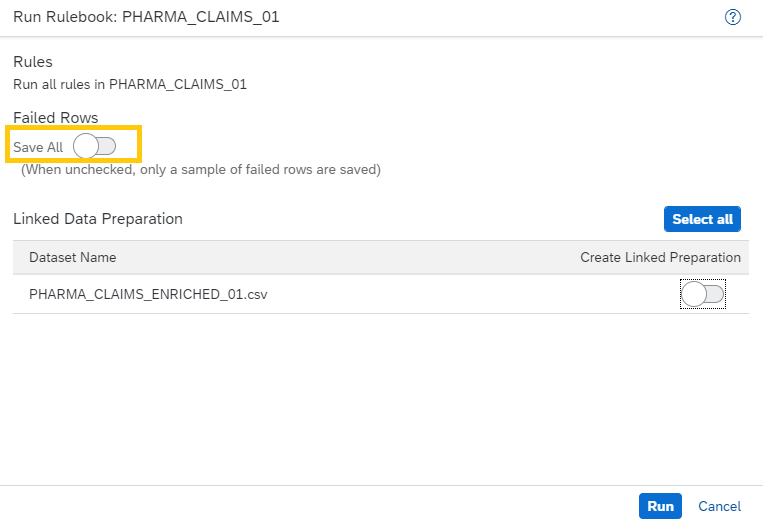 Run Rulebook: PHARMA_CLAIMS_01
Rules
Run all rules in PHARMA_CLAIMS_01
Failed Rows
Save All
(When unchecked, only a sample of failed rows are saved)
Linked Data Preparation
Select all
Dataset Name
Create Linked Preparation
PHARMA_CLAIMS_ENRICHED_01.csv
Run
Cancel